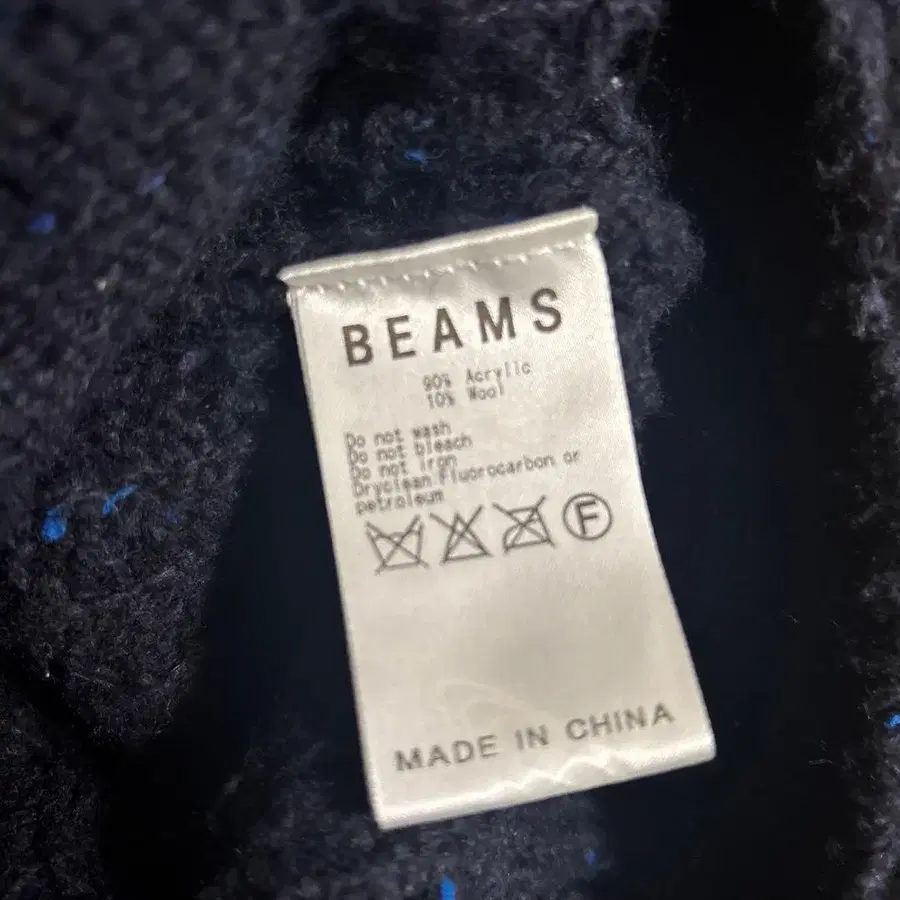 BEAMS
90% Acrylic
10% Wool
Do not wash
Do not bleach
Do not iron
Dryclean.Fluorocarbon or
petroleum
F
MADE IN CHINA